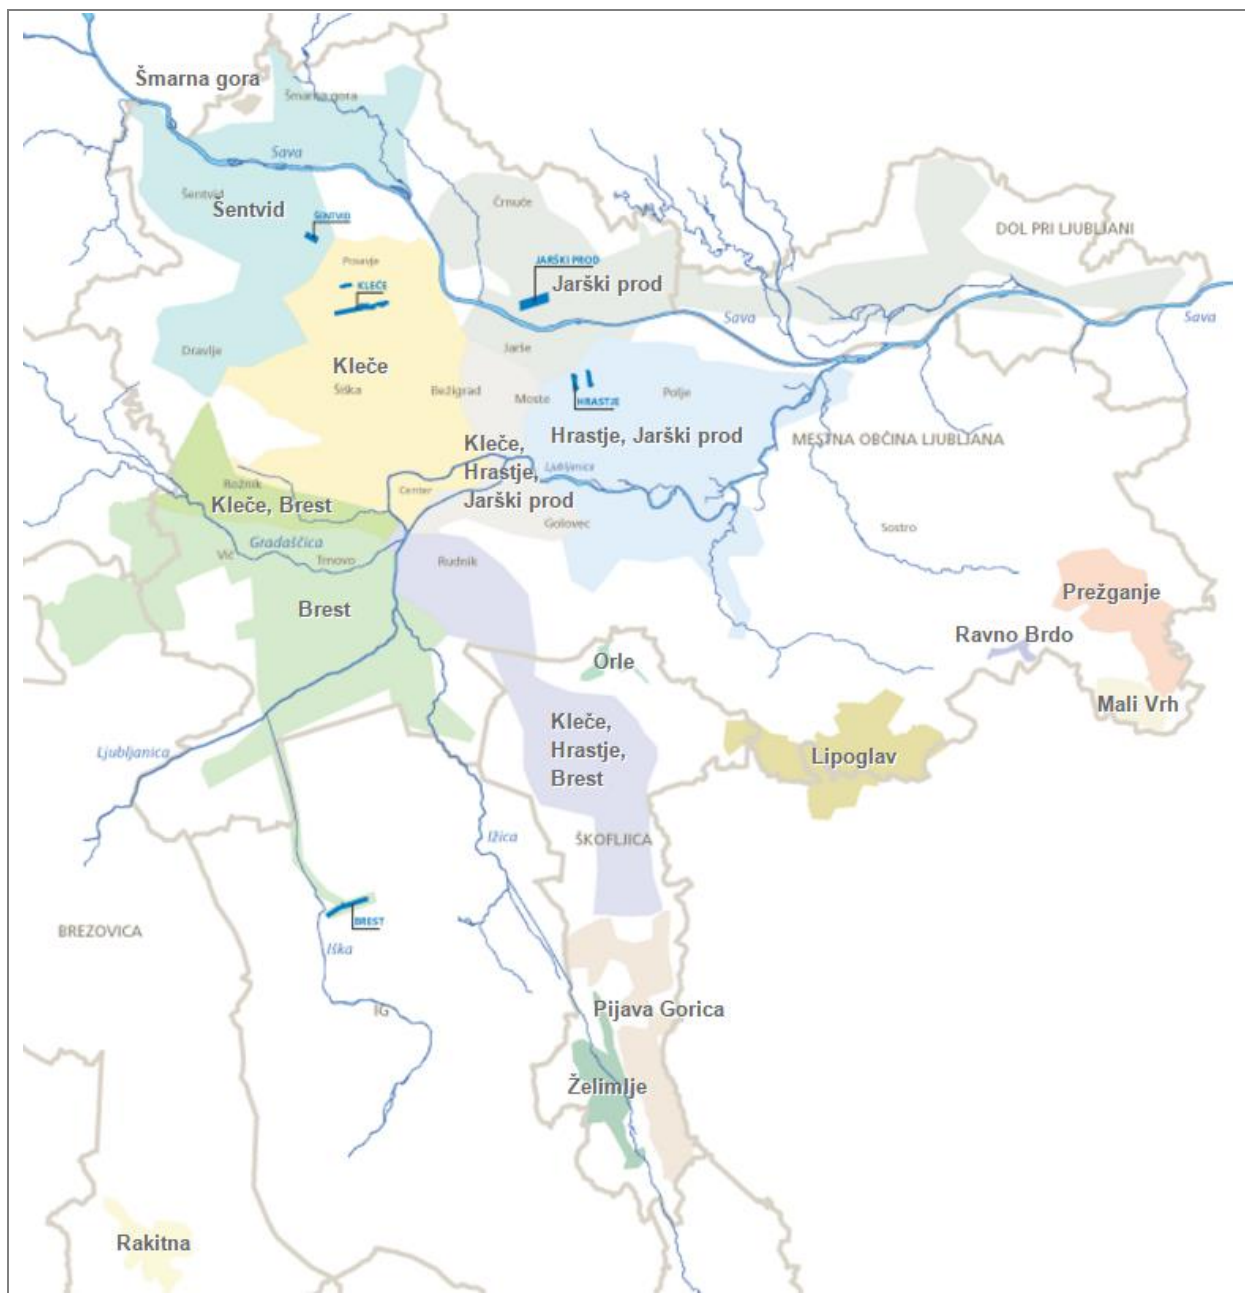 Šmarna gora
Šmarna gora
Sava
Šentvid
Šentvid
ŠENTVID
Črnuče
DOL PRI LJUBLJANI
Posavje
KLEČE
JARŠKI PROD
Jarški prod
Sava
Sava
Dravlje
Kleče
Šiška
Bežigrad
Jarše
Moste
HRASTJE
Polje
Hrastje, Jarški prod
MESTNA OBČINA LJUBLJANA
Kleče,
Hrastje,
Jarški prod
Ljubljanica
Rožnik
Center
Kleče, Brest
Golovec
Sostro
Gradaščica
Vič
Trnovo
Rudnik
Brest
Prežganje
Ravno Brdo
Orle
Mali Vrh
Kleče,
Hrastje,
Brest
Lipoglav
Ljubljanica
Ižica
ŠKOFLJICA
BREST
BREZOVICA
Iška
IG
Pijava Gorica
Želimlje
Rakitna